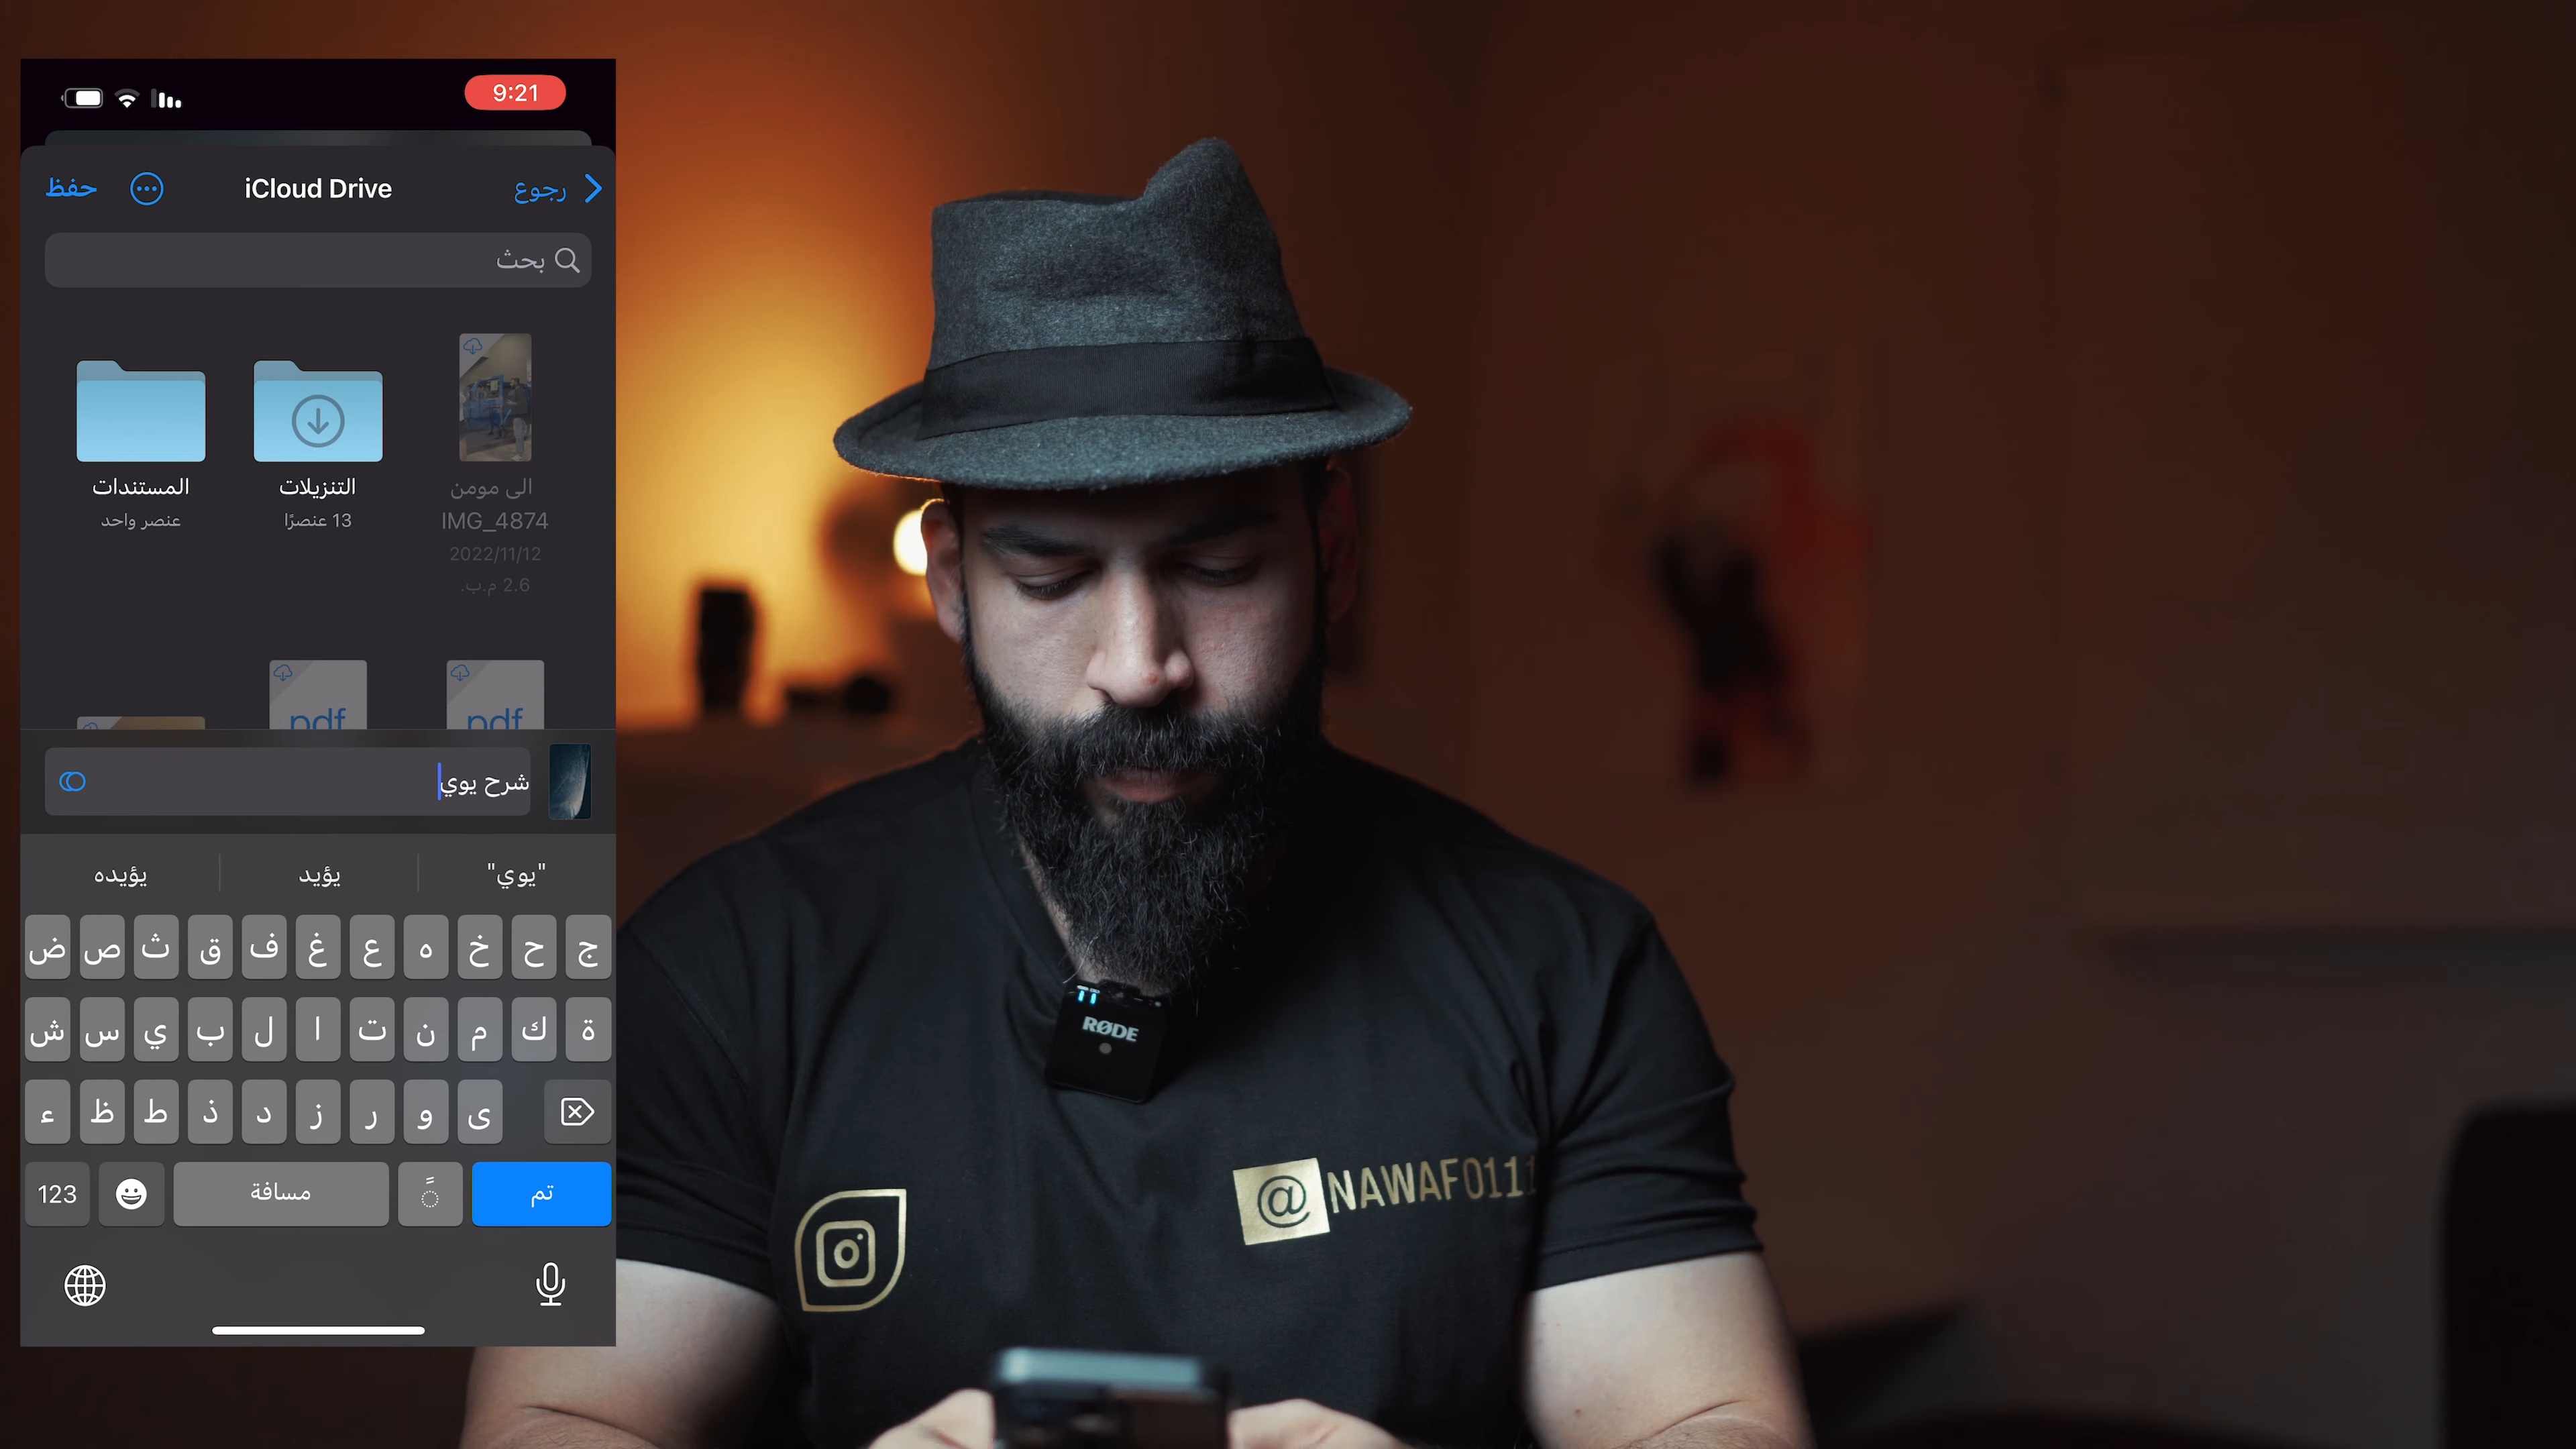 9:21
رجوع
iCloud Drive
حفظ
بحث
المستندات
عنصر واحد
التنزيلات
13 عنصرًا
الى مومن
IMG_4874
2022/11/12
2.6 م.ب.
pdf
pdf
شرح يوي
"يوي"
يؤيد
يؤيده
ض ص ث ق ف غ ع ه خ ح ج
ش س ي ب ل ا ت ن م ك ة
ء ظ ط ذ د ز ر و ى
123
مسافة
تم
RØDE
@NAWAF0111